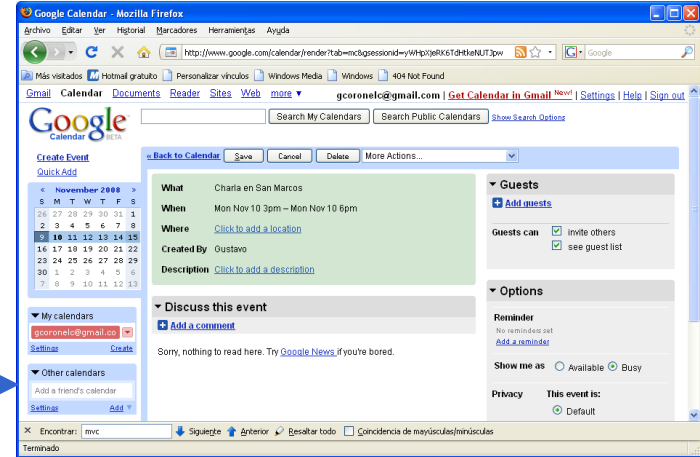 Google Calendar - Mozilla Firefox
Archivo Editar Ver Historial Marcadores Herramientas Ayuda
http://www.google.com/calendar/render?tab=mc&gsessionid=yWHpXjeRK6TdHtkeNUTJpw G Google
Más visitados Hotmail gratuito Personalizar vínculos Windows Media Windows 404 Not Found
Gmail Calendar Documents Reader Sites Web more ▼ gcoronelc@gmail.com | Get Calendar in Gmail New! | Settings | Help | Sign out
Google Calendar BETA
Search My Calendars Search Public Calendars Show Search Options
Create Event
Quick Add
« Back to Calendar Save Cancel Delete More Actions...
« November 2008 »
S M T W T F S
26 27 28 29 30 31 1
2 3 4 5 6 7 8
9 10 11 12 13 14 15
16 17 18 19 20 21 22
23 24 25 26 27 28 29
30 1 2 3 4 5 6
7 8 9 10 11 12 13
My calendars
gcoronelc@gmail.co
Settings Create
Other calendars
Add a friend's calendar
Settings Add
What Charla en San Marcos
When Mon Nov 10 3pm – Mon Nov 10 6pm
Where Click to add a location
Created By Gustavo
Description Click to add a description
Discuss this event
Add a comment
Sorry, nothing to read here. Try Google News if you're bored.
Guests
Add guests
Guests can invite others
see guest list
Options
Reminder
No reminders set
Add a reminder
Show me as Available Busy
Privacy This event is:
Default
Encontrar: mvc Siguiente Anterior Resaltar todo Coincidencia de mayúsculas/minúsculas
Terminado